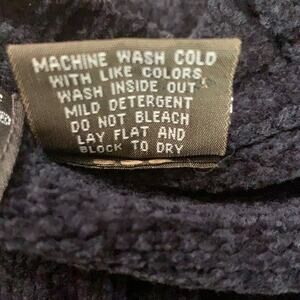 MACHINE WASH COLD
WITH LIKE COLORS
WASH INSIDE OUT
MILD DETERGENT
DO NOT BLEACH
LAY FLAT AND
BLOCK TO DRY